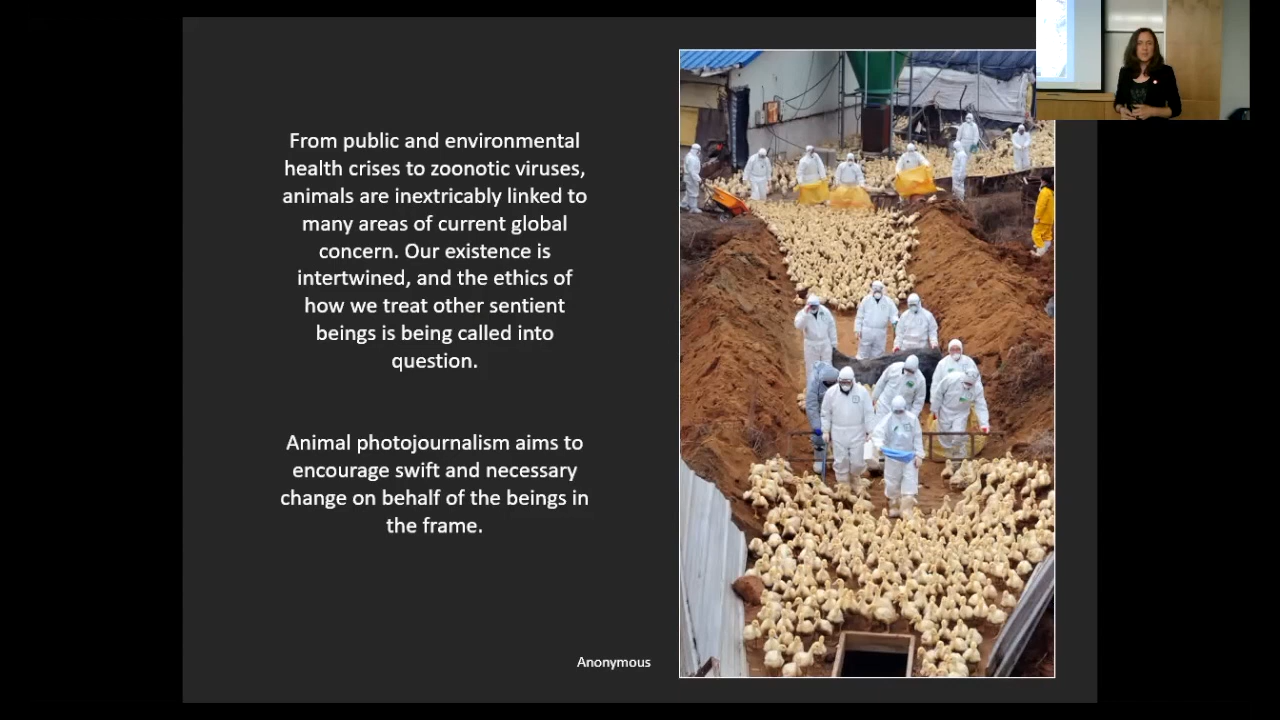 From public and environmental
health crises to zoonotic viruses,
animals are inextricably linked to
many areas of current global
concern. Our existence is
intertwined, and the ethics of
how we treat other sentient
beings is being called into
question.
Animal photojournalism aims to
encourage swift and necessary
change on behalf of the beings in
the frame.
Anonymous